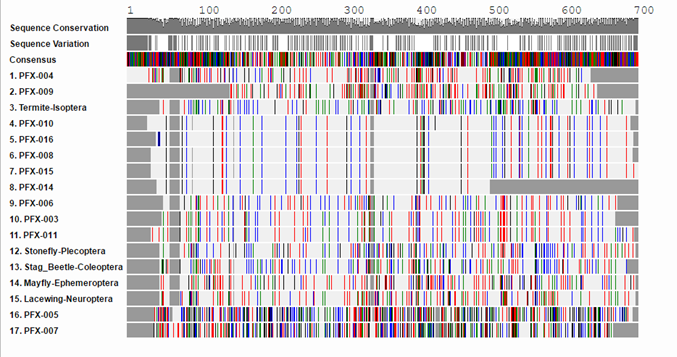 1 100 200 300 400 500 600 700
Sequence Conservation
Sequence Variation
Consensus
1. PFX-004
2. PFX-009
3. Termite-Isoptera
4. PFX-010
5. PFX-016
6. PFX-008
7. PFX-015
8. PFX-014
9. PFX-006
10. PFX-003
11. PFX-011
12. Stonefly-Plecoptera
13. Stag_Beetle-Coleoptera
14. Mayfly-Ephemeroptera
15. Lacewing-Neuroptera
16. PFX-005
17. PFX-007